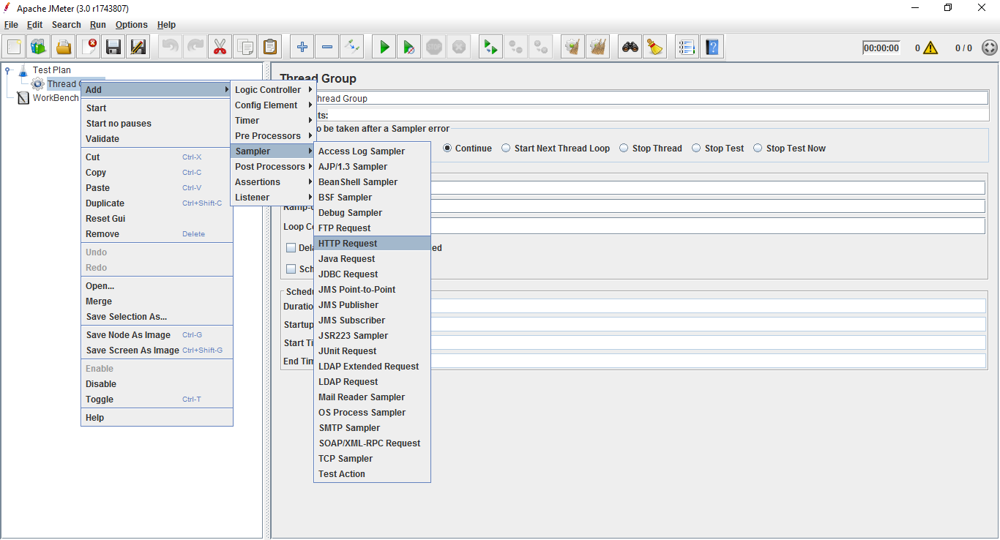 Apache JMeter (3.0 r1743807)
File Edit Search Run Options Help
00:00:00 0 0 / 0
Test Plan
Thread
WorkBench
Add
Start
Start no pauses
Validate
Cut Ctrl-X
Copy Ctrl-C
Paste Ctrl-V
Duplicate Ctrl+Shift-C
Reset Gui
Remove Delete
Undo
Redo
Open...
Merge
Save Selection As...
Save Node As Image Ctrl-G
Save Screen As Image Ctrl+Shift-G
Enable
Disable
Toggle Ctrl-T
Help
Logic Controller
Config Element
Timer
Pre Processors
Sampler
Post Processors
Assertions
Listener
Access Log Sampler
AJP/1.3 Sampler
BeanShell Sampler
BSF Sampler
Debug Sampler
FTP Request
HTTP Request
Java Request
JDBC Request
JMS Point-to-Point
JMS Publisher
JMS Subscriber
JSR223 Sampler
JUnit Request
LDAP Extended Request
LDAP Request
Mail Reader Sampler
OS Process Sampler
SMTP Sampler
SOAP/XML-RPC Request
TCP Sampler
Test Action
Thread Group
hread Group
ts:
o be taken after a Sampler error
Continue Start Next Thread Loop Stop Thread Stop Test Stop Test Now
Ramp-
Loop C
Del ed
Sch
Schedu
Duratio
Startup
Start Ti
End Tim